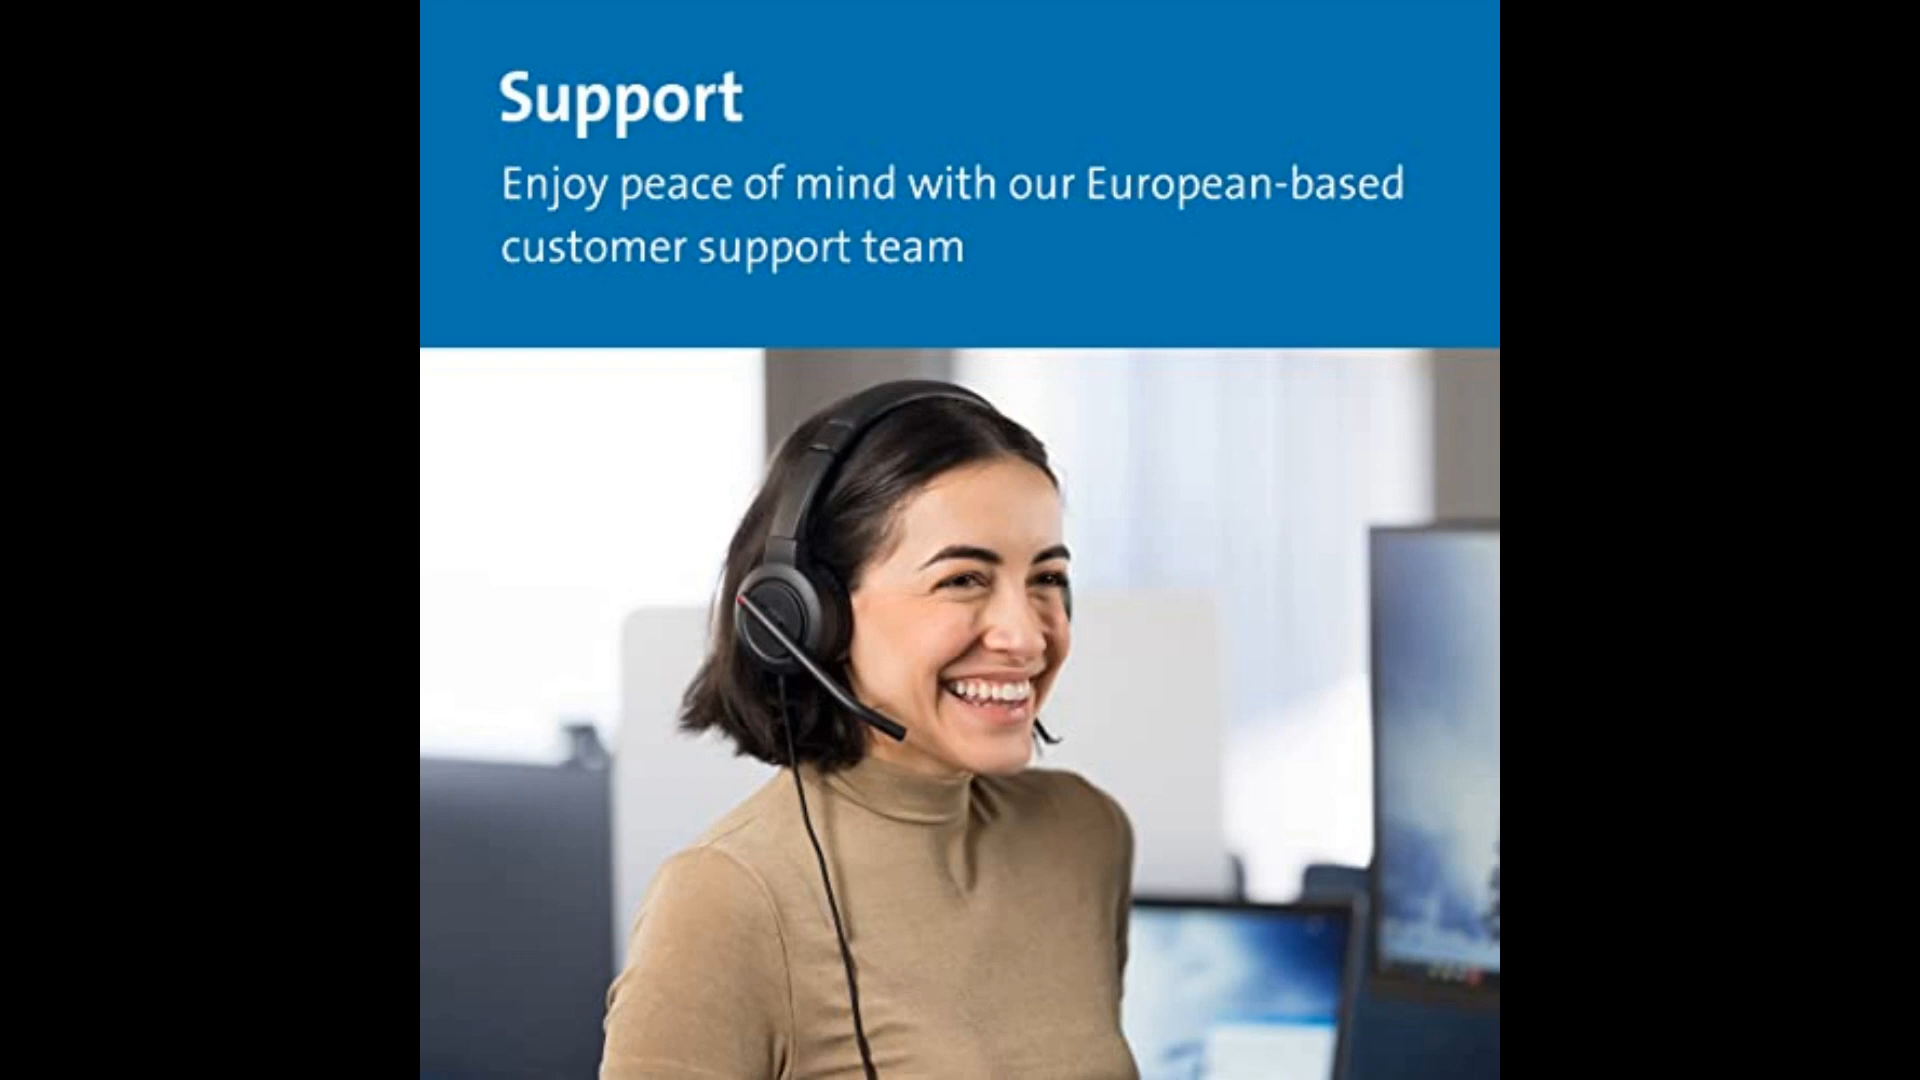 Support
Enjoy peace of mind with our European-based
customer support team